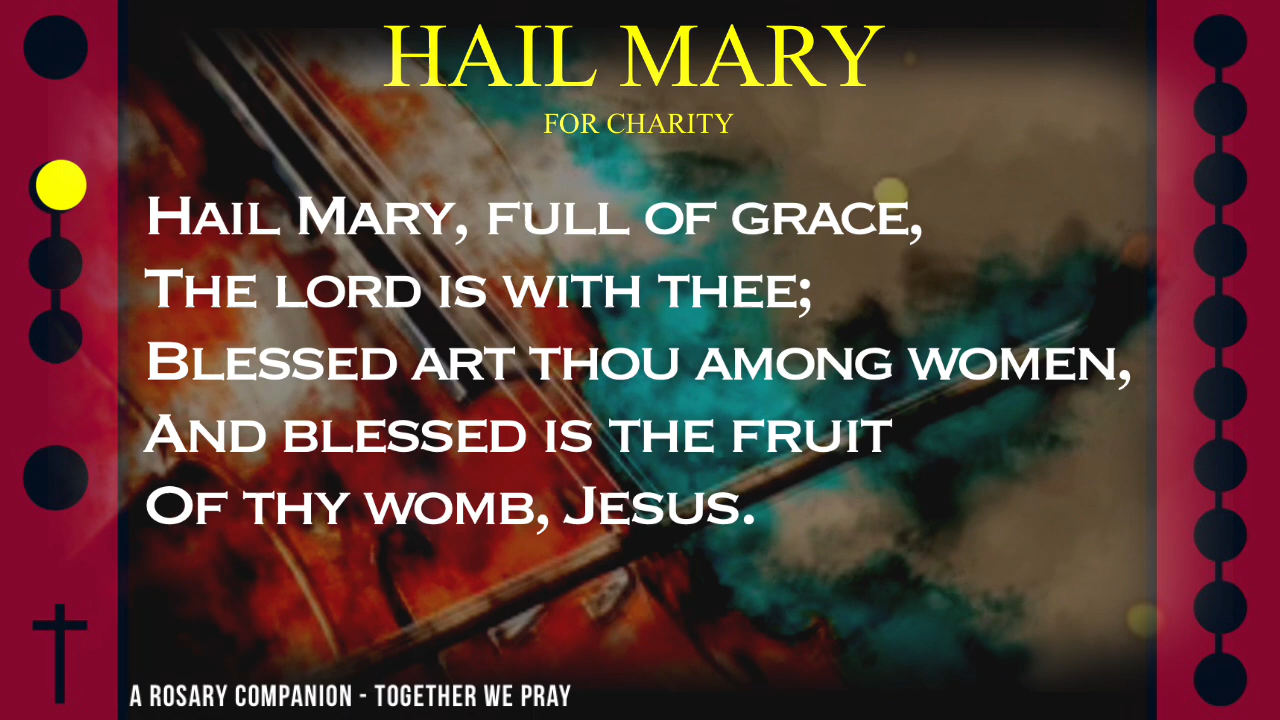 HAIL MARY
FOR CHARITY
Hail Mary, full of grace,
The Lord is with thee;
Blessed art thou among women,
And blessed is the fruit
Of thy womb, Jesus.
A ROSARY COMPANION - TOGETHER WE PRAY